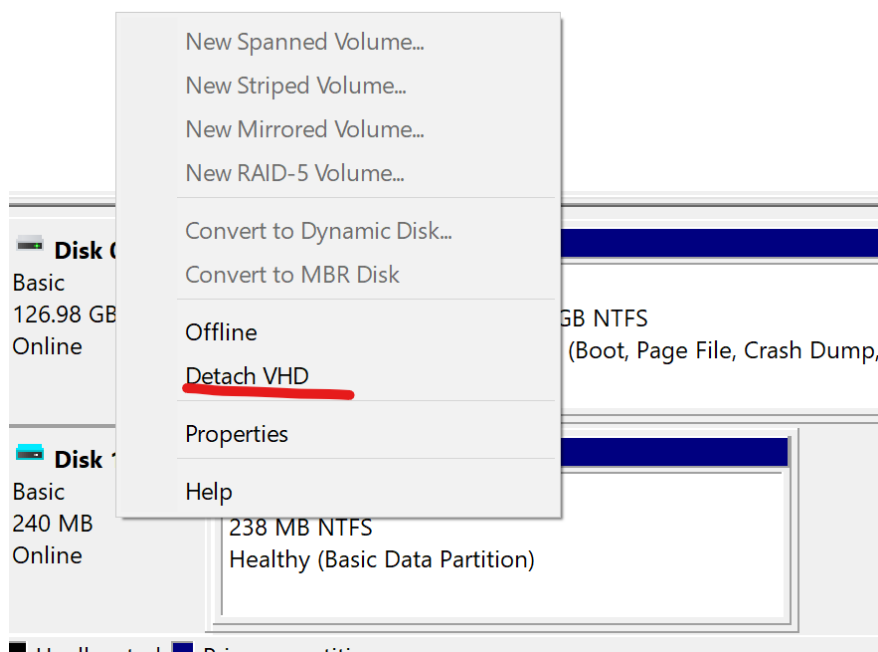 New Spanned Volume...
New Striped Volume...
New Mirrored Volume...
New RAID-5 Volume...
Convert to Dynamic Disk...
Convert to MBR Disk
Offline
Detach VHD
Properties
Help
Disk
Basic
126.98 GB
Online
GB NTFS
(Boot, Page File, Crash Dump,
Disk
Basic
240 MB
Online
238 MB NTFS
Healthy (Basic Data Partition)